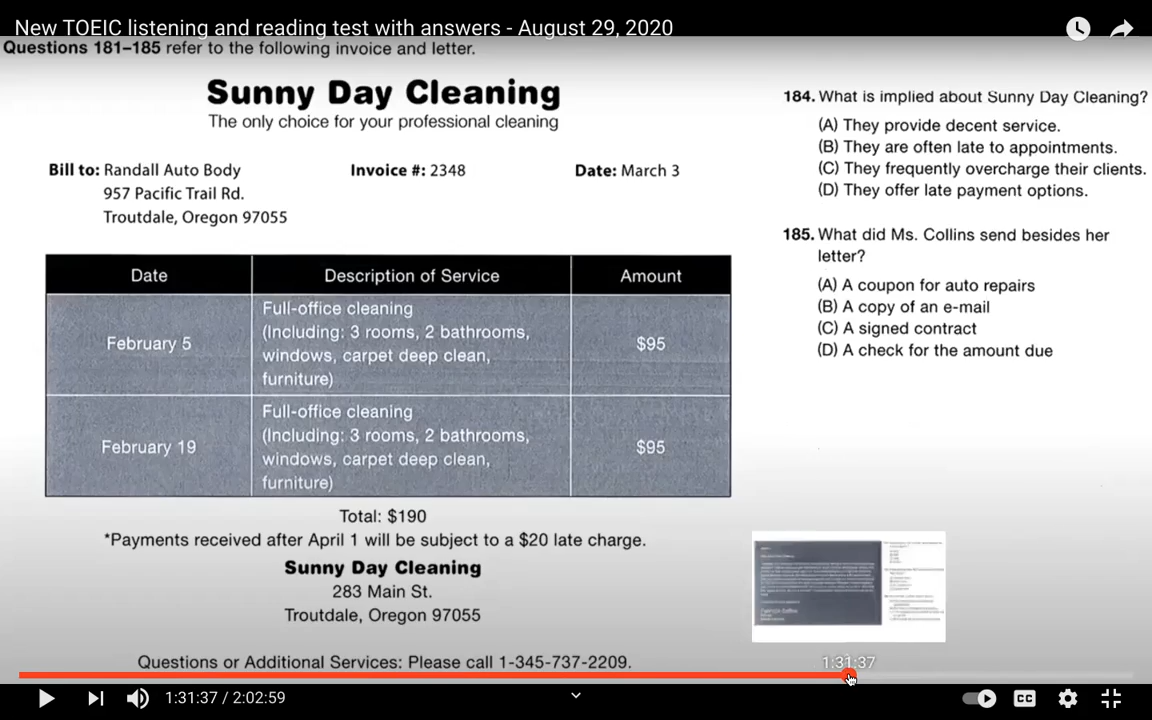 New TOEIC listening and reading test with answers - August 29, 2020
Questions 181–185 refer to the following invoice and letter.
Sunny Day Cleaning
The only choice for your professional cleaning
Bill to: Randall Auto Body
957 Pacific Trail Rd.
Troutdale, Oregon 97055
Invoice #: 2348
Date: March 3
Date Description of Service Amount
February 5
Full-office cleaning
(Including: 3 rooms, 2 bathrooms,
windows, carpet deep clean,
furniture)
$95
February 19
Full-office cleaning
(Including: 3 rooms, 2 bathrooms,
windows, carpet deep clean,
furniture)
$95
Total: $190
*Payments received after April 1 will be subject to a $20 late charge.
Sunny Day Cleaning
283 Main St.
Troutdale, Oregon 97055
Questions or Additional Services: Please call 1-345-737-2209.
184. What is implied about Sunny Day Cleaning?
(A) They provide decent service.
(B) They are often late to appointments.
(C) They frequently overcharge their clients.
(D) They offer late payment options.
185. What did Ms. Collins send besides her
letter?
(A) A coupon for auto repairs
(B) A copy of an e-mail
(C) A signed contract
(D) A check for the amount due
1:31:37
1:31:37 / 2:02:59
CC